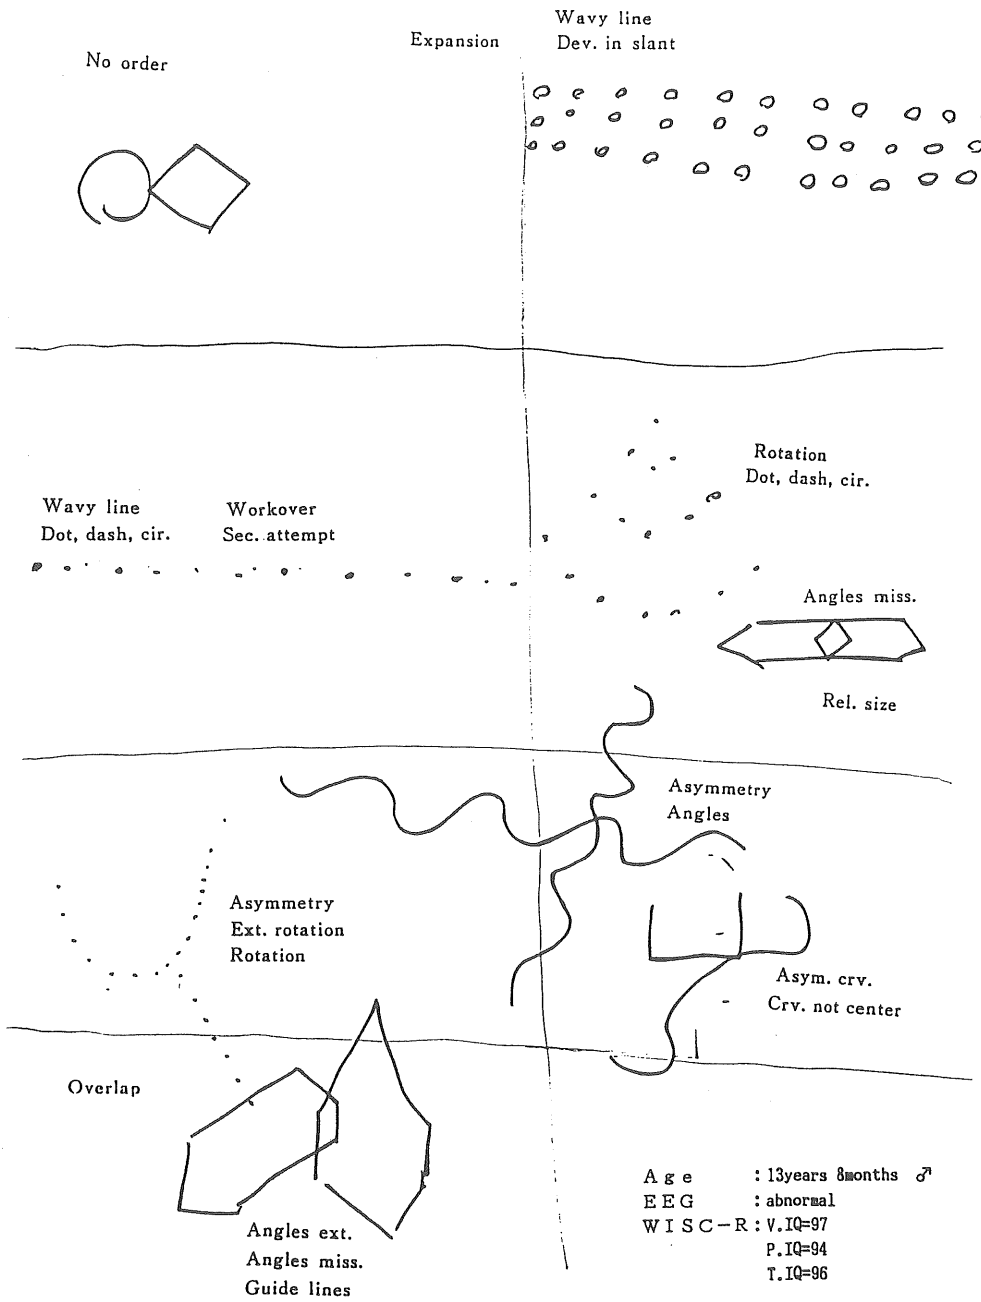 No order
Expansion
Wavy line
Dev. in slant
Rotation
Dot, dash, cir.
Wavy line
Dot, dash, cir.
Workover
Sec. attempt
Angles miss.
Rel. size
Asymmetry
Angles
Asymmetry
Ext. rotation
Rotation
Asym. crv.
Crv. not center
Overlap
Angles ext.
Angles miss.
Guide lines
Age : 13years 8months ♂
EEG : abnormal
WISC-R : V.IQ=97
P.IQ=94
T.IQ=96